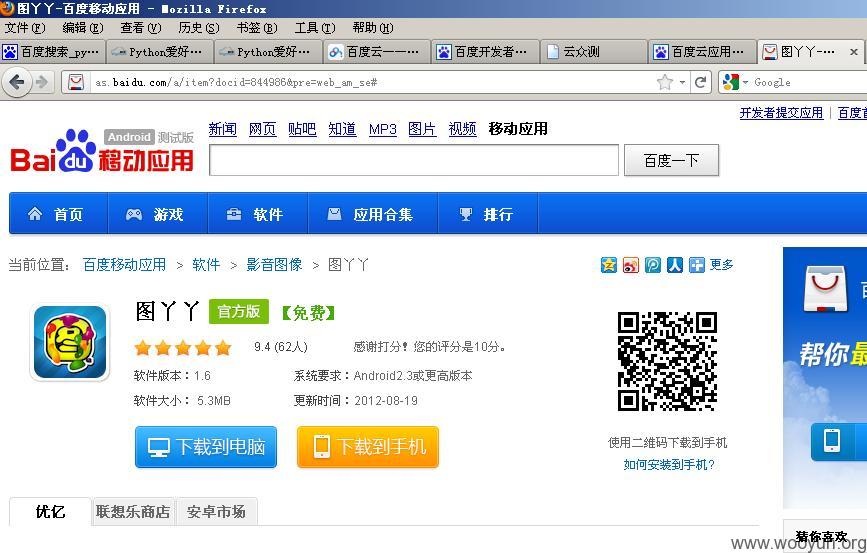 图丫丫-百度移动应用 - Mozilla Firefox
文件(F) 编辑(E) 查看(V) 历史(S) 书签(B) 工具(T) 帮助(H)
百度搜索_py… Python爱好… Python爱好… 百度云——… 百度开发者… 云众测 百度云应用… 图丫丫-…
as.baidu.com/a/item?docid=844986&pre=web_am_se# Google
开发者提交应用 | 百度首
Baidu 移动应用 Android 测试版
新闻 网页 贴吧 知道 MP3 图片 视频 移动应用
百度一下
首页 游戏 软件 应用合集 排行
当前位置: 百度移动应用 > 软件 > 影音图像 > 图丫丫
更多
图丫丫 官方版 【免费】
9.4 (62人) 感谢打分! 您的评分是10分。
软件版本:1.6 系统要求:Android2.3或更高版本
软件大小: 5.3MB 更新时间:2012-08-19
下载到电脑 下载到手机
使用二维码下载到手机
如何安装到手机?
帮你最
优亿 联想乐商店 安卓市场
猜你喜欢
www.wooyun.org